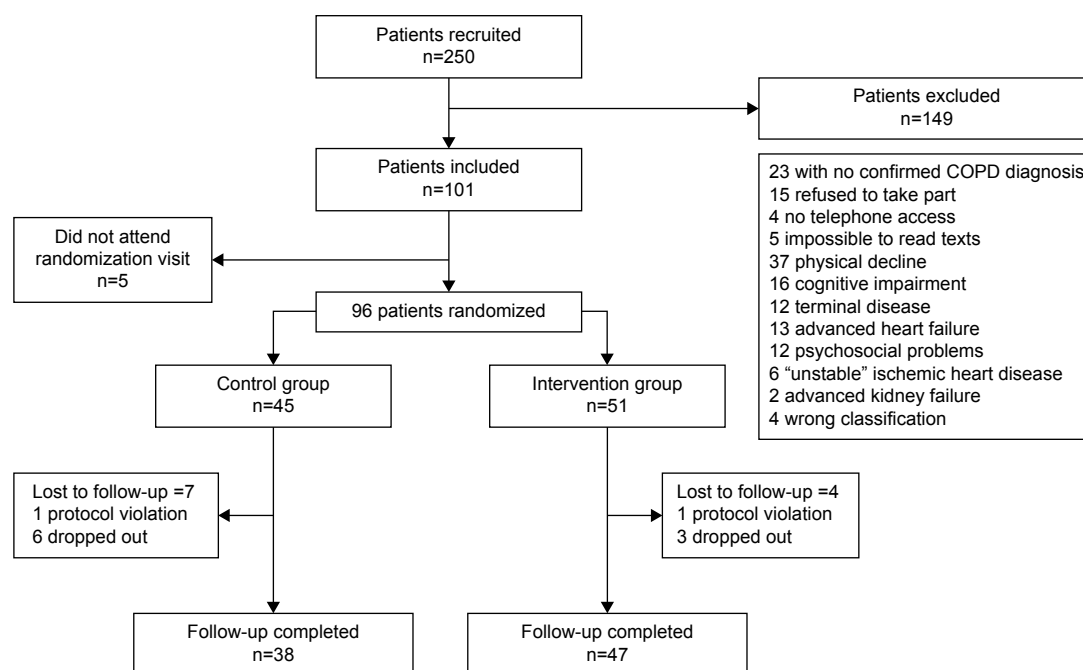 Patients recruited
n=250
Patients excluded
n=149
Patients included
n=101
23 with no confirmed COPD diagnosis
15 refused to take part
4 no telephone access
5 impossible to read texts
37 physical decline
16 cognitive impairment
12 terminal disease
13 advanced heart failure
12 psychosocial problems
6 “unstable” ischemic heart disease
2 advanced kidney failure
4 wrong classification
Did not attend
randomization visit
n=5
96 patients randomized
Control group
n=45
Intervention group
n=51
Lost to follow-up =7
1 protocol violation
6 dropped out
Lost to follow-up =4
1 protocol violation
3 dropped out
Follow-up completed
n=38
Follow-up completed
n=47